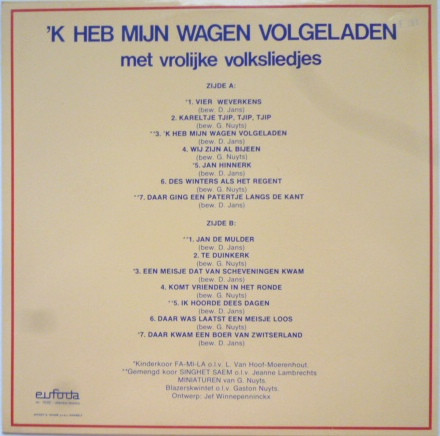 'K HEB MIJN WAGEN VOLGELADEN
met vrolijke volksliedjes
ZIJDE A:
*1. VIER WEVERKENS
(bew. D. Jans)
2. KARELTJE TJIP, TJIP, TJIP
(bew. G. Nuyts)
**3. 'K HEB MIJN WAGEN VOLGELADEN
(bew. D. Jans)
4. WIJ ZIJN AL BIJEEN
(bew. G. Nuyts)
*5. JAN HINNERK
(bew. D. Jans)
6. DES WINTERS ALS HET REGENT
(bew. G. Nuyts)
**7. DAAR GING EEN PATERTJE LANGS DE KANT
(bew. D. Jans)
ZIJDE B:
**1. JAN DE MULDER
(bew. D. Jans)
2. TE DUINKERK
(bew. G. Nuyts)
*3. EEN MEISJE DAT VAN SCHEVENINGEN KWAM
(bew. D. Jans)
4. KOMT VRIENDEN IN HET RONDE
(bew. G. Nuyts)
**5. IK HOORDE DEES DAGEN
(bew. D. Jans)
6. DAAR WAS LAATST EEN MEISJE LOOS
(bew. G. Nuyts)
*7. DAAR KWAM EEN BOER VAN ZWITSERLAND
(bew. D. Jans)
*Kinderkoor FA-MI-LA o.l.v. L. Van Hoof-Moerenhout.
**Gemengd koor SINGHET SAEM o.l.v. Jeanne Lambrechts
MINIATUREN van G. Nuyts.
Blazerskwintet o.l.v. Gaston Nuyts.
Ontwerp: Jef Winnepenninckx
eufoda